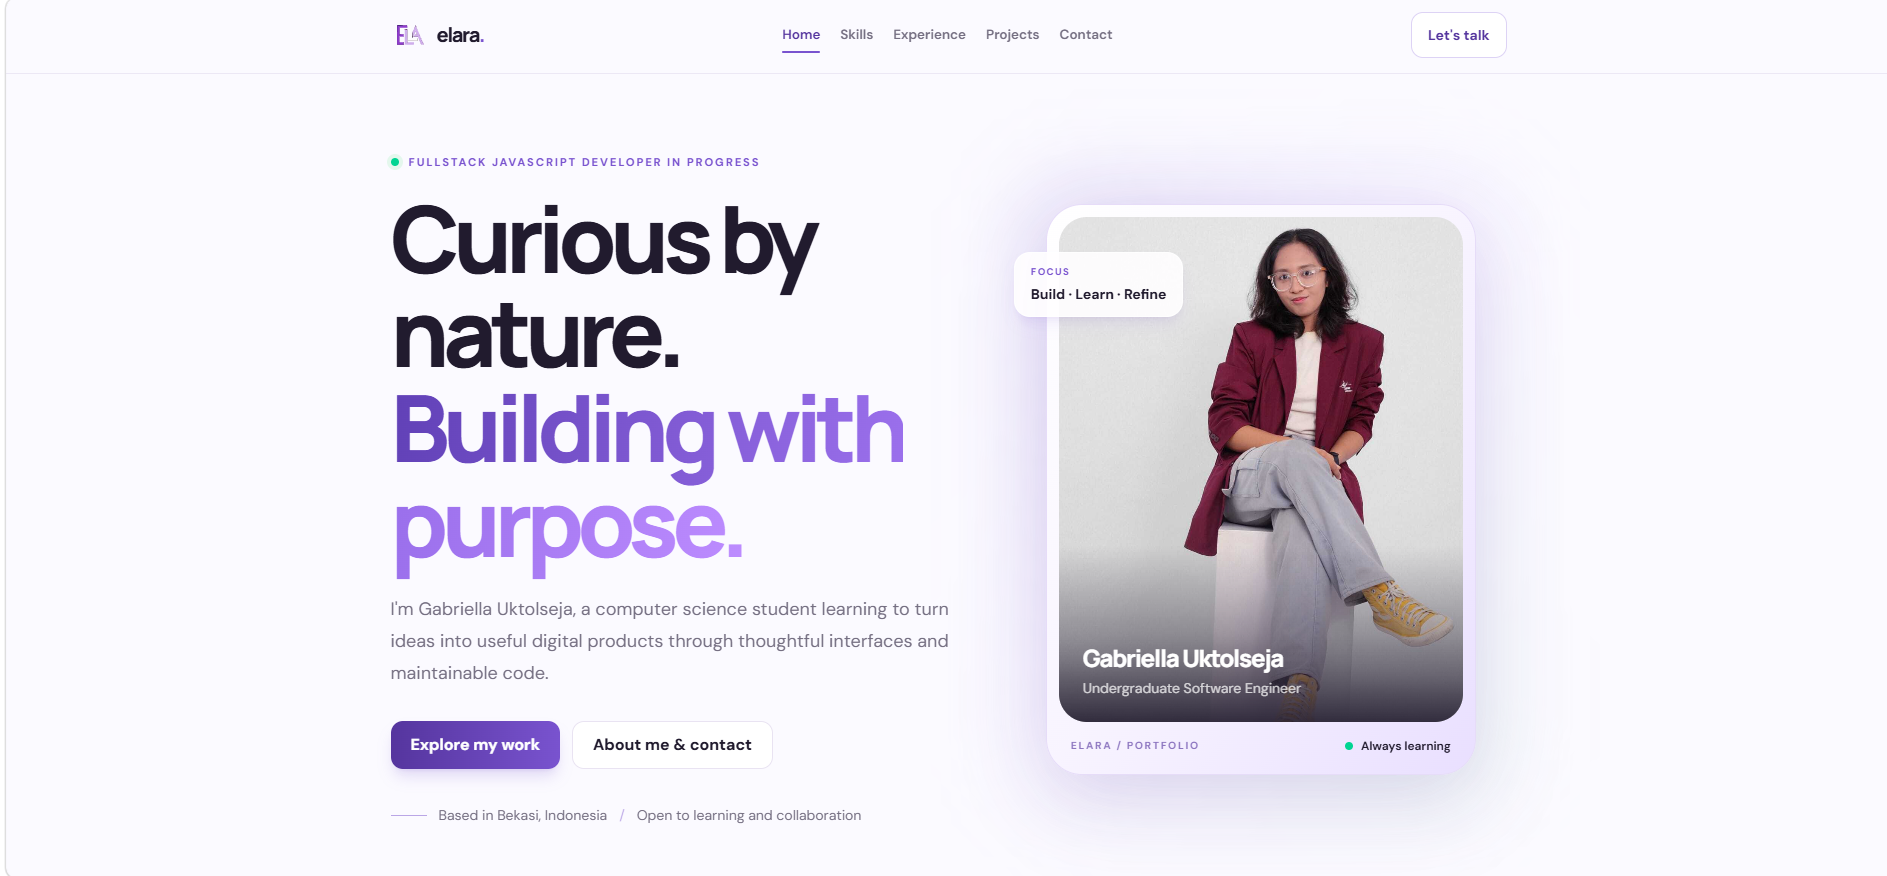 ELA elara.
Home Skills Experience Projects Contact
Let's talk
FULLSTACK JAVASCRIPT DEVELOPER IN PROGRESS
Curious by
nature.
Building with
purpose.
I'm Gabriella Uktolseja, a computer science student learning to turn
ideas into useful digital products through thoughtful interfaces and
maintainable code.
Explore my work
About me & contact
Based in Bekasi, Indonesia / Open to learning and collaboration
FOCUS
Build · Learn · Refine
Gabriella Uktolseja
Undergraduate Software Engineer
ELARA / PORTFOLIO
Always learning